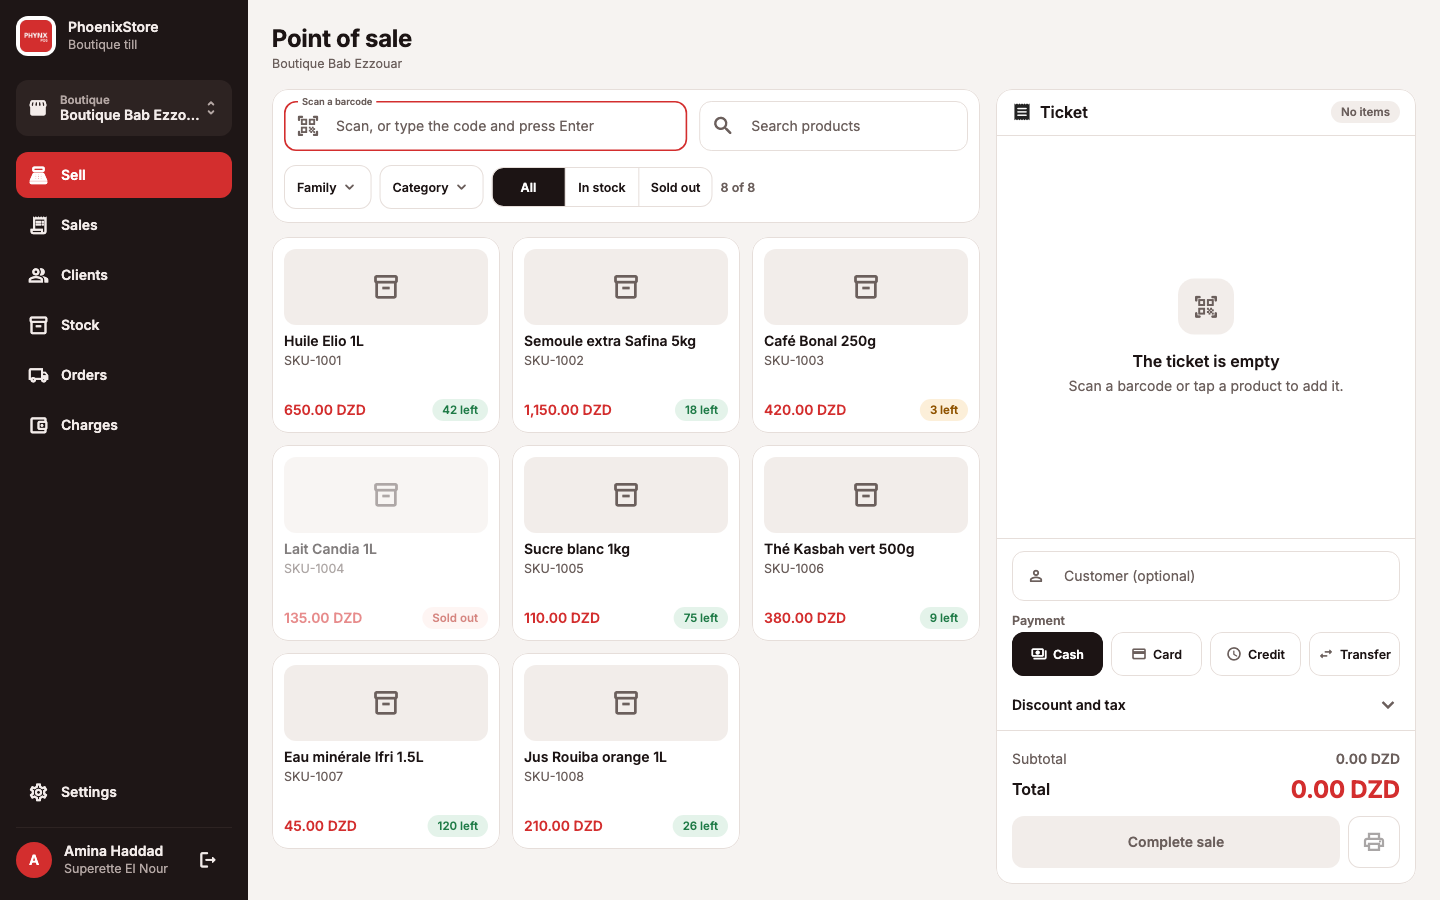 PHYNX
POS
PhoenixStore
Boutique till
Boutique
Boutique Bab Ezzo...
Sell
Sales
Clients
Stock
Orders
Charges
Settings
A
Amina Haddad
Superette El Nour
Point of sale
Boutique Bab Ezzouar
Scan a barcode
Scan, or type the code and press Enter
Search products
Family
Category
All
In stock
Sold out
8 of 8
Huile Elio 1L
SKU-1001
650.00 DZD
42 left
Semoule extra Safina 5kg
SKU-1002
1,150.00 DZD
18 left
Café Bonal 250g
SKU-1003
420.00 DZD
3 left
Lait Candia 1L
SKU-1004
135.00 DZD
Sold out
Sucre blanc 1kg
SKU-1005
110.00 DZD
75 left
Thé Kasbah vert 500g
SKU-1006
380.00 DZD
9 left
Eau minérale Ifri 1.5L
SKU-1007
45.00 DZD
120 left
Jus Rouiba orange 1L
SKU-1008
210.00 DZD
26 left
Ticket
No items
The ticket is empty
Scan a barcode or tap a product to add it.
Customer (optional)
Payment
Cash
Card
Credit
Transfer
Discount and tax
Subtotal
0.00 DZD
Total
0.00 DZD
Complete sale